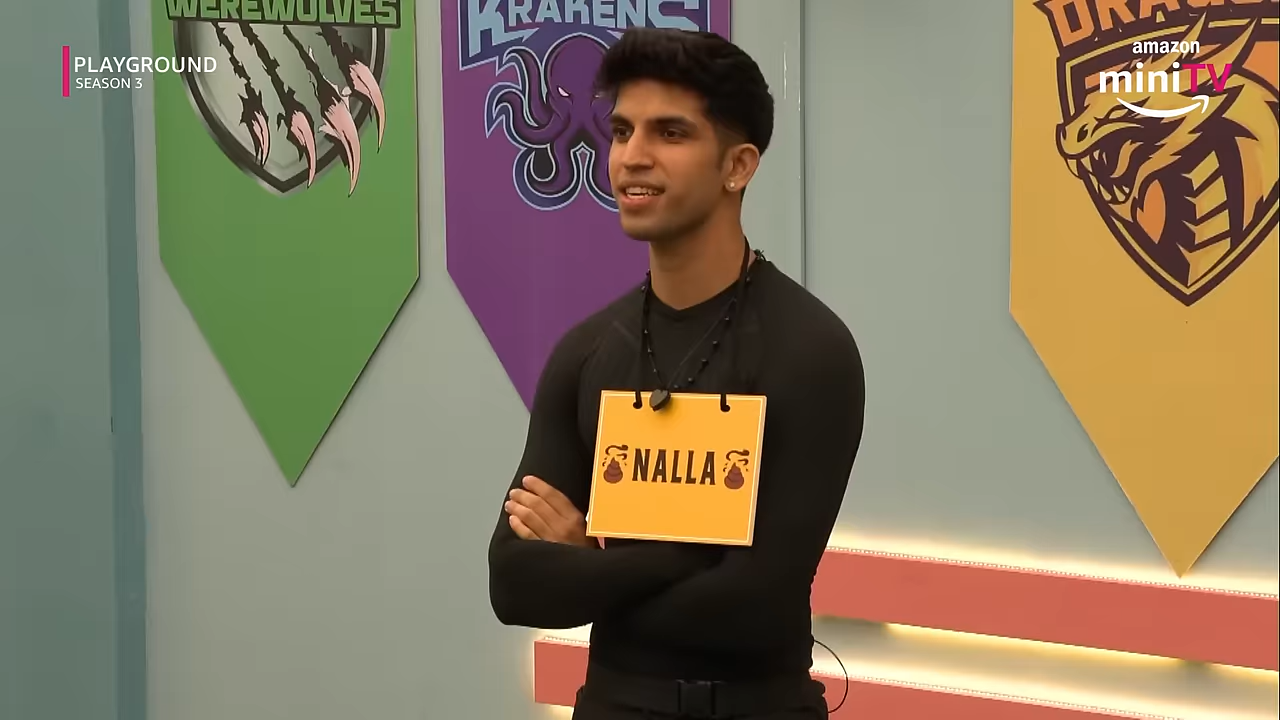 WEREWOLVES
KRAKENS
PLAYGROUND
SEASON 3
amazon
miniTV
NALLA